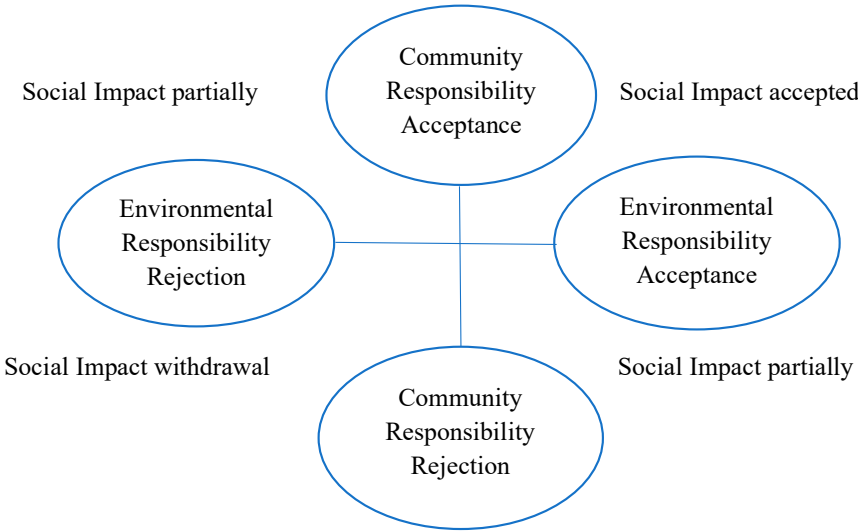 Community
Responsibility
Acceptance
Social Impact partially
Social Impact accepted
Environmental
Responsibility
Rejection
Environmental
Responsibility
Acceptance
Social Impact withdrawal
Social Impact partially
Community
Responsibility
Rejection